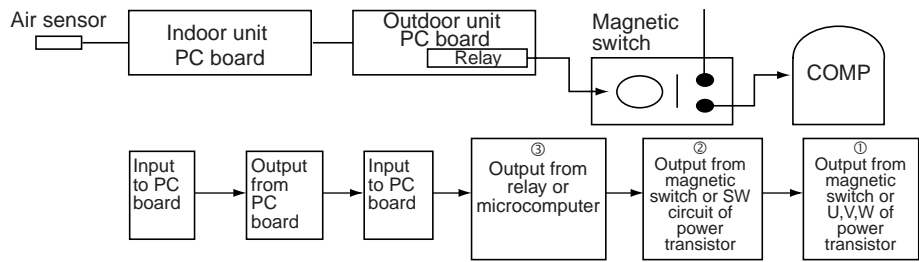 Air sensor
Indoor unit
PC board
Outdoor unit
PC board
Relay
Magnetic
switch
COMP
Input
to PC
board
Output
from
PC
board
Input
to PC
board
③
Output from
relay or
microcomputer
②
Output from
magnetic
switch or SW
circuit of
power
transistor
①
Output from
magnetic
switch or
U,V,W of
power
transistor